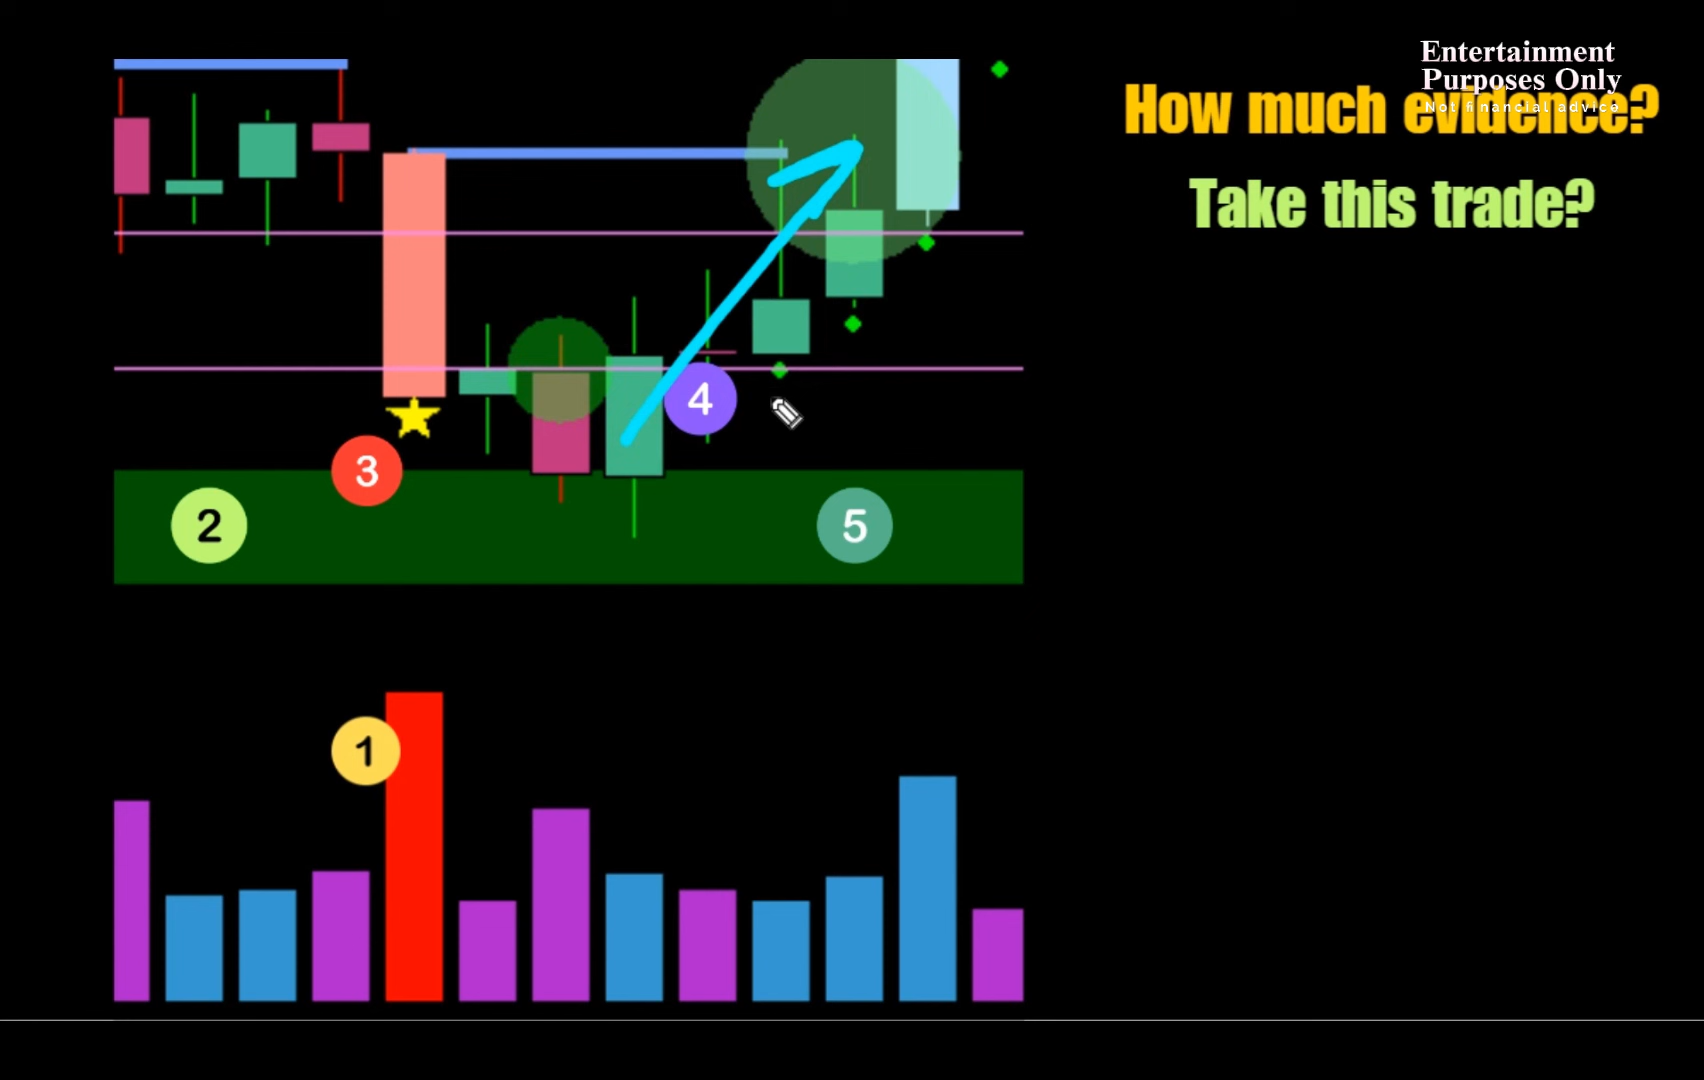 Entertainment
Purposes Only
Not financial advice
How much evidence?
Take this trade?
4
3
2
5
1